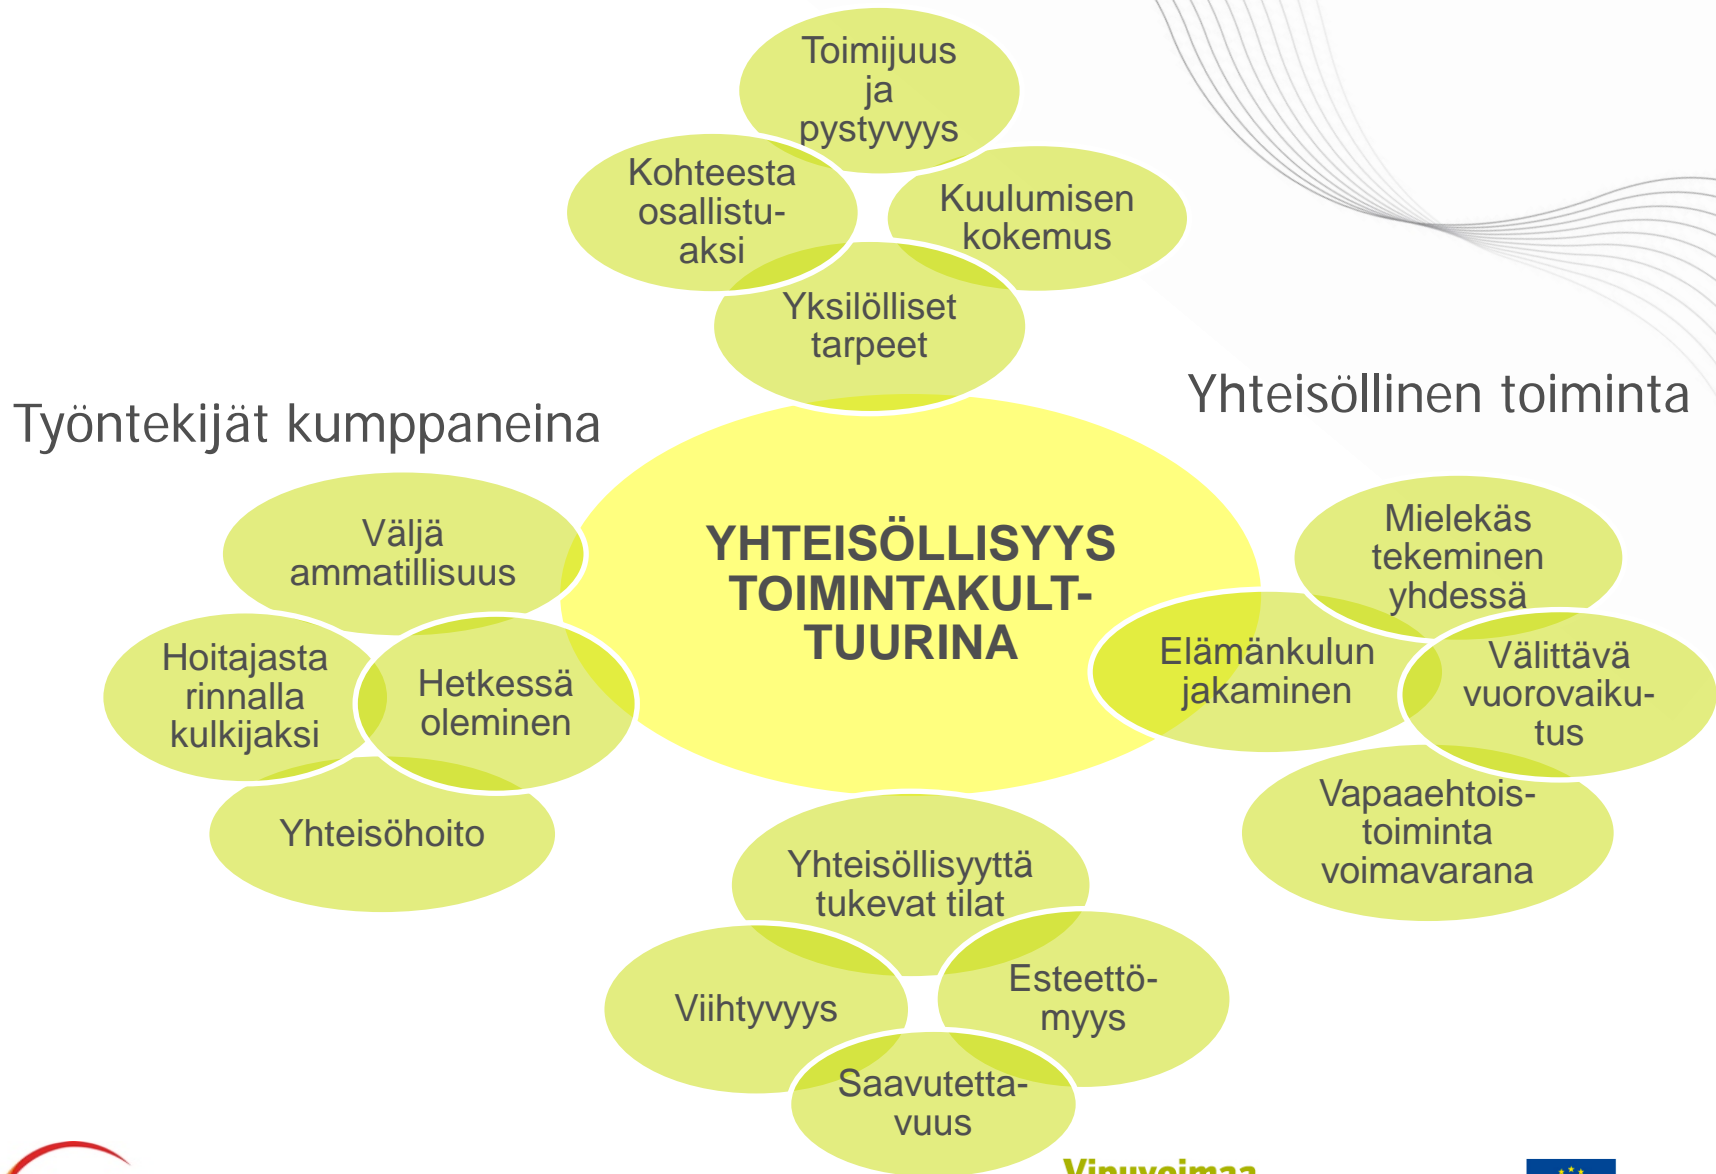 Toimijuus
ja
pystyvyys
Kohteesta
osallistu-
aksi
Kuulumisen
kokemus
Yksilölliset
tarpeet
Työntekijät kumppaneina
Yhteisöllinen toiminta
YHTEISÖLLISYYS
TOIMINTAKULT-
TUURINA
Väljä
ammatillisuus
Hoitajasta
rinnalla
kulkijaksi
Hetkessä
oleminen
Yhteisöhoito
Mielekäs
tekeminen
yhdessä
Elämänkulun
jakaminen
Välittävä
vuorovaiku-
tus
Vapaaehtois-
toiminta
voimavarana
Yhteisöllisyyttä
tukevat tilat
Viihtyvyys
Esteettö-
myys
Saavutetta-
vuus
Vipuvoimaa